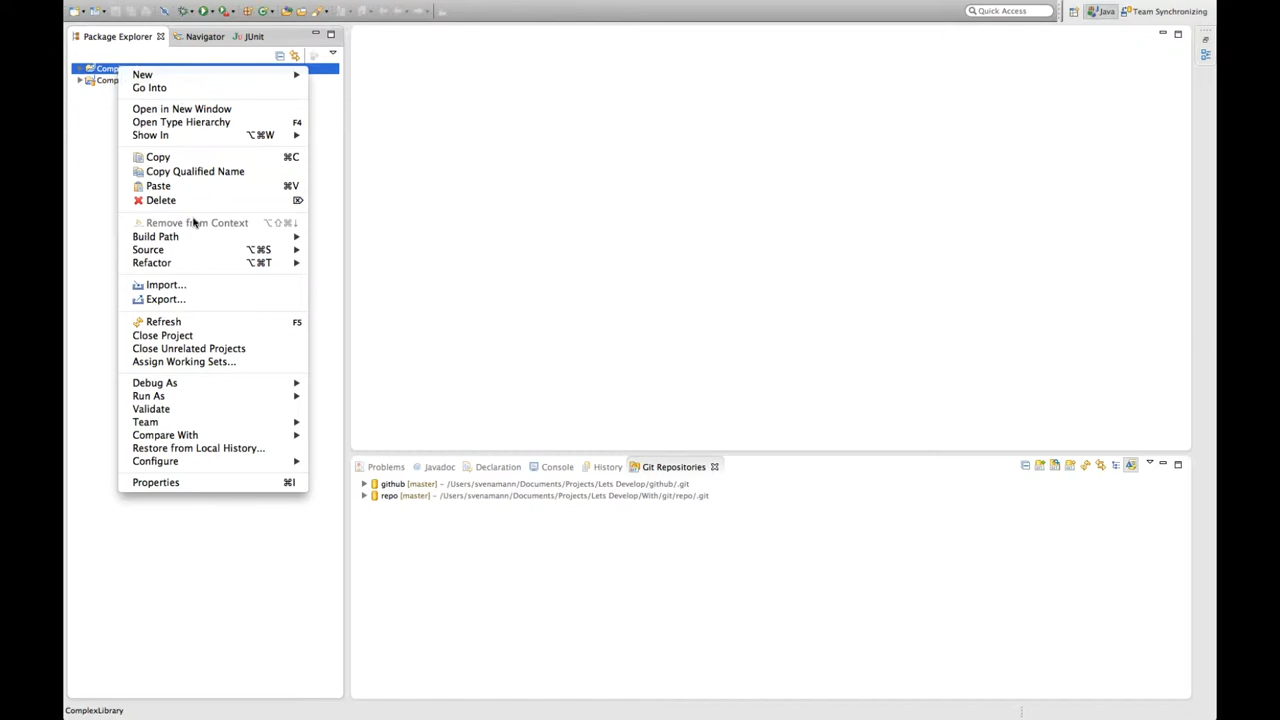 Quick Access
Java
Team Synchronizing
Package Explorer
Navigator
JUnit
Comp
Comp
New
Go Into
Open in New Window
Open Type Hierarchy F4
Show In ⌥⌘W
Copy ⌘C
Copy Qualified Name
Paste ⌘V
Delete ⌦
Remove from Context ⌥⇧⌘↓
Build Path
Source ⌥⌘S
Refactor ⌥⌘T
Import...
Export...
Refresh F5
Close Project
Close Unrelated Projects
Assign Working Sets...
Debug As
Run As
Validate
Team
Compare With
Restore from Local History...
Configure
Properties ⌘I
Problems
Javadoc
Declaration
Console
History
Git Repositories
github [master] - /Users/svenamann/Documents/Projects/Lets Develop/github/.git
repo [master] - /Users/svenamann/Documents/Projects/Lets Develop/With/git/repo/.git
ComplexLibrary